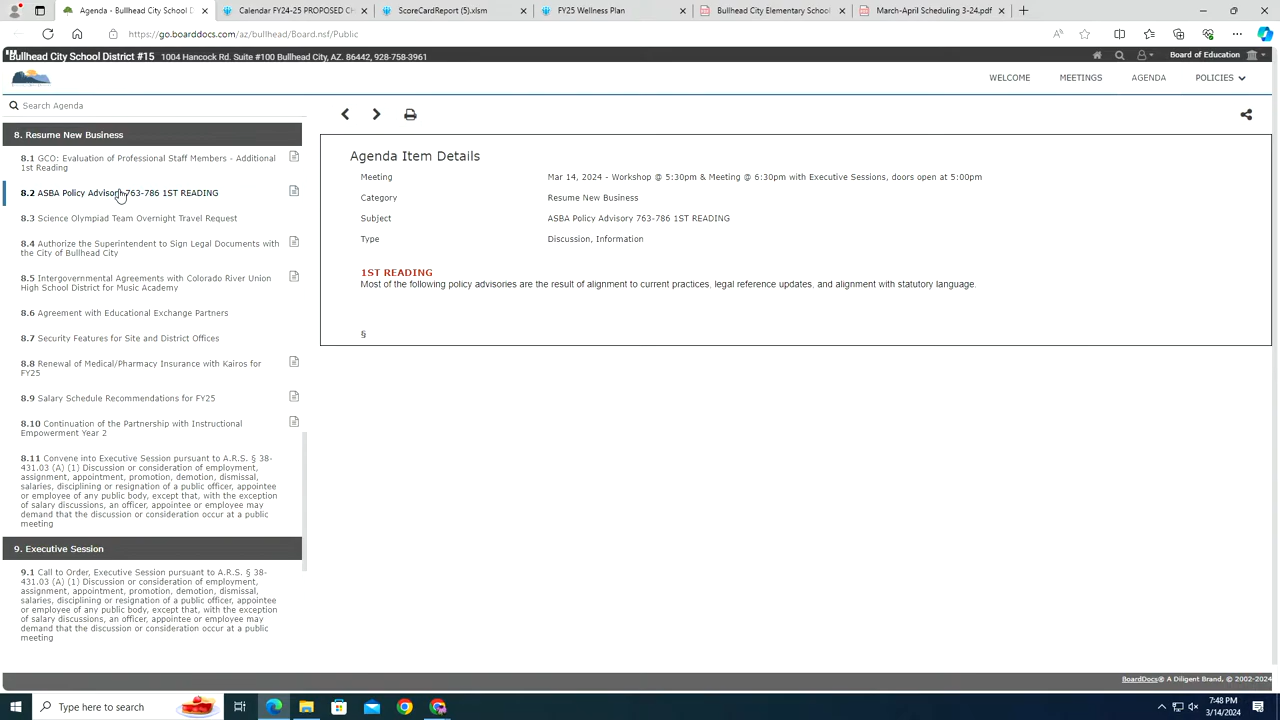 Agenda - Bullhead City School D
Calendar FY24-25 PROPOSED CH
ScoreCardReport (5).xlsm
FY25 Wellness Plan
Bullhead City Elementary School
March-April Scheduling 3-24.pdf
https://go.boarddocs.com/az/bullhead/Board.nsf/Public
Bullhead City School District #15 1004 Hancock Rd. Suite #100 Bullhead City, AZ. 86442, 928-758-3961
Board of Education
WELCOME MEETINGS AGENDA POLICIES
Search Agenda
8. Resume New Business
8.1 GCO: Evaluation of Professional Staff Members - Additional
1st Reading
8.2 ASBA Policy Advisory 763-786 1ST READING
8.3 Science Olympiad Team Overnight Travel Request
8.4 Authorize the Superintendent to Sign Legal Documents with
the City of Bullhead City
8.5 Intergovernmental Agreements with Colorado River Union
High School District for Music Academy
8.6 Agreement with Educational Exchange Partners
8.7 Security Features for Site and District Offices
8.8 Renewal of Medical/Pharmacy Insurance with Kairos for
FY25
8.9 Salary Schedule Recommendations for FY25
8.10 Continuation of the Partnership with Instructional
Empowerment Year 2
8.11 Convene into Executive Session pursuant to A.R.S. § 38-
431.03 (A) (1) Discussion or consideration of employment,
assignment, appointment, promotion, demotion, dismissal,
salaries, disciplining or resignation of a public officer, appointee
or employee of any public body, except that, with the exception
of salary discussions, an officer, appointee or employee may
demand that the discussion or consideration occur at a public
meeting
9. Executive Session
9.1 Call to Order, Executive Session pursuant to A.R.S. § 38-
431.03 (A) (1) Discussion or consideration of employment,
assignment, appointment, promotion, demotion, dismissal,
salaries, disciplining or resignation of a public officer, appointee
or employee of any public body, except that, with the exception
of salary discussions, an officer, appointee or employee may
demand that the discussion or consideration occur at a public
meeting
Agenda Item Details
Meeting Mar 14, 2024 - Workshop @ 5:30pm & Meeting @ 6:30pm with Executive Sessions, doors open at 5:00pm
Category Resume New Business
Subject ASBA Policy Advisory 763-786 1ST READING
Type Discussion, Information
1ST READING
Most of the following policy advisories are the result of alignment to current practices, legal reference updates, and alignment with statutory language.
§
BoardDocs® A Diligent Brand, © 2002-2024
Type here to search
7:48 PM
3/14/2024